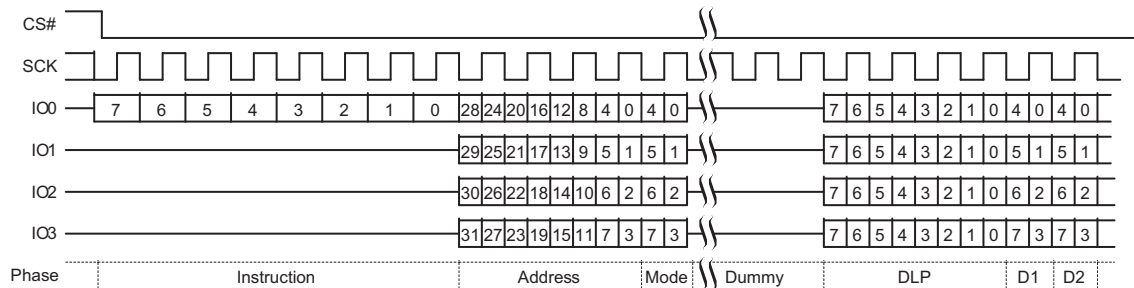 CS#
SCK
IO0 7 6 5 4 3 2 1 0 28 24 20 16 12 8 4 0 4 0 7 6 5 4 3 2 1 0 4 0 4 0
IO1 29 25 21 17 13 9 5 1 5 1 7 6 5 4 3 2 1 0 5 1 5 1
IO2 30 26 22 18 14 10 6 2 6 2 7 6 5 4 3 2 1 0 6 2 6 2
IO3 31 27 23 19 15 11 7 3 7 3 7 6 5 4 3 2 1 0 7 3 7 3
Phase Instruction Address Mode Dummy DLP D1 D2